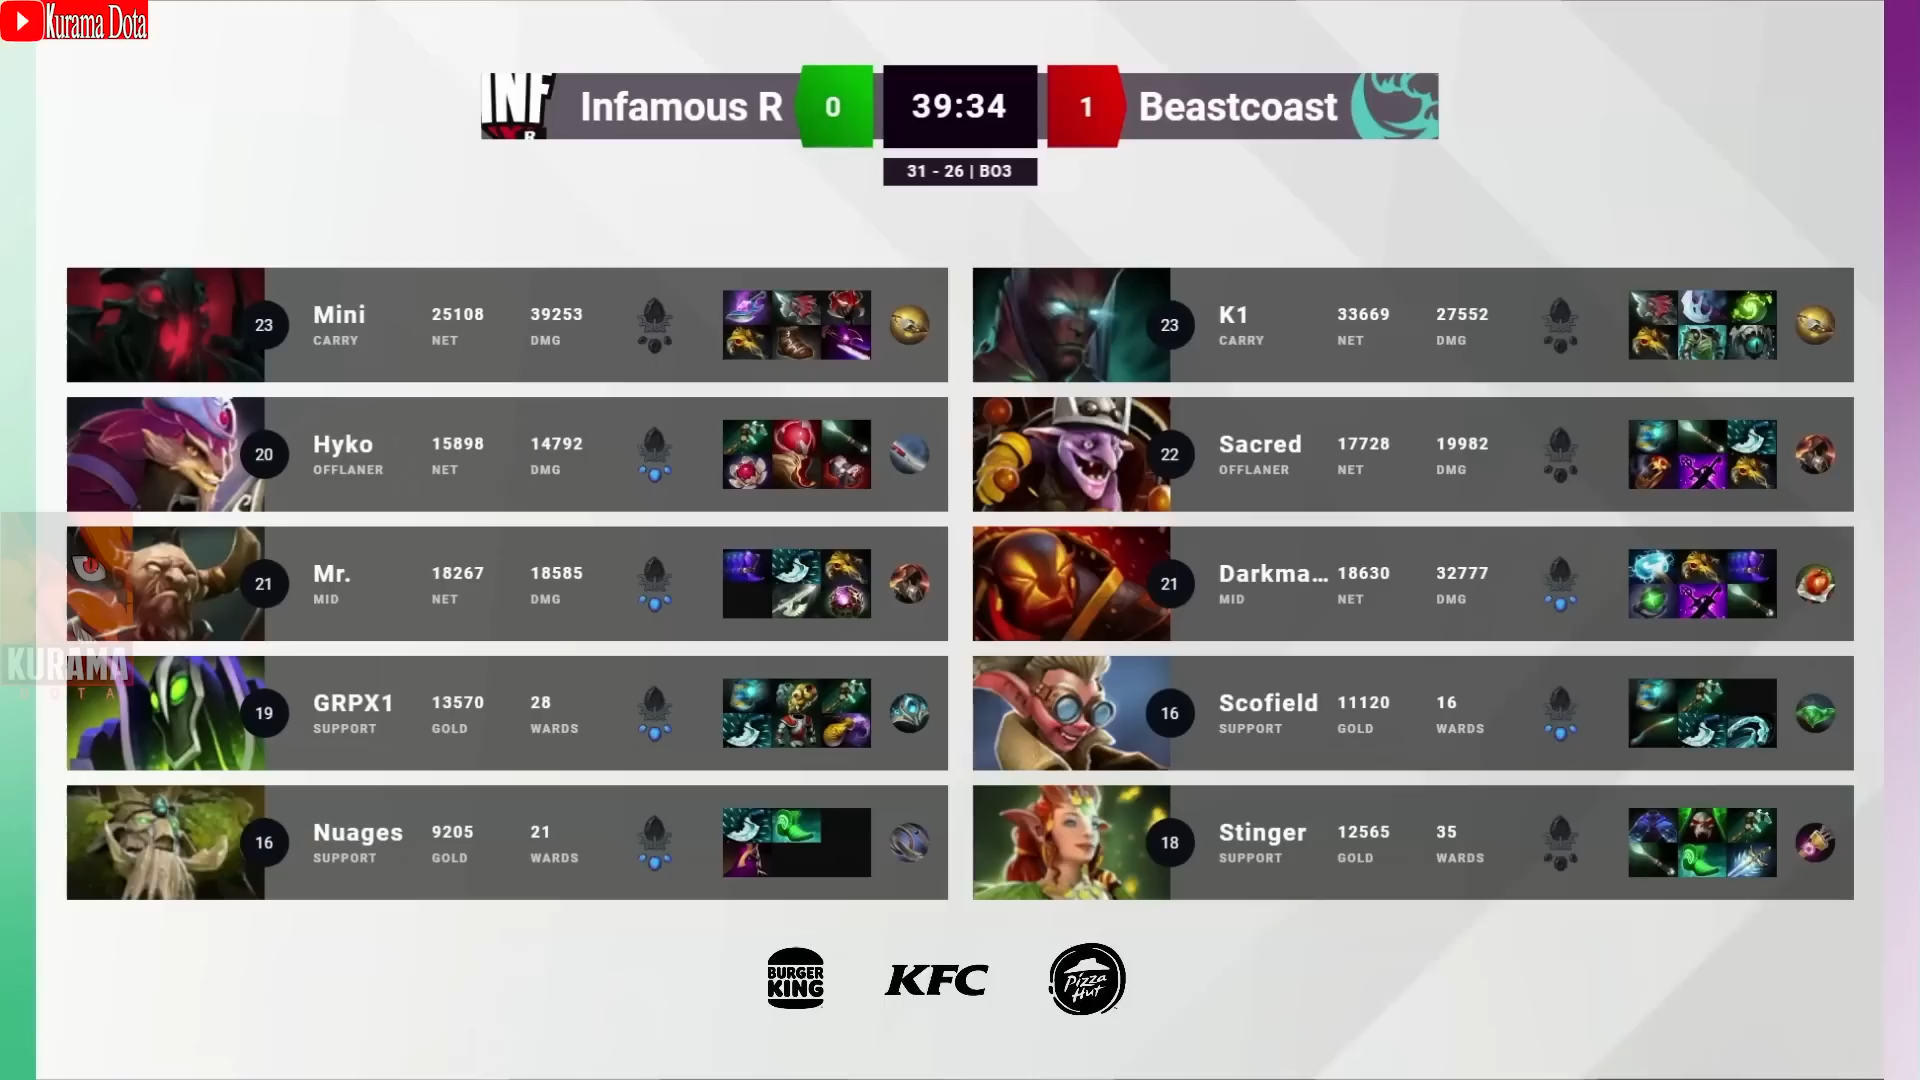 Kurama Dota
INF
R
Infamous R
0
39:34
1
Beastcoast
31 - 26 | BO3
23
Mini
25108
39253
CARRY
NET
DMG
23
K1
33669
27552
CARRY
NET
DMG
20
Hyko
15898
14792
OFFLANER
NET
DMG
22
Sacred
17728
19982
OFFLANER
NET
DMG
21
Mr.
18267
18585
MID
NET
DMG
21
Darkma...
18630
32777
MID
NET
DMG
KURAMA
DOTA
19
GRPX1
13570
28
SUPPORT
GOLD
WARDS
16
Scofield
11120
16
SUPPORT
GOLD
WARDS
16
Nuages
9205
21
SUPPORT
GOLD
WARDS
18
Stinger
12565
35
SUPPORT
GOLD
WARDS
BURGER
KING
KFC
Pizza
Hut